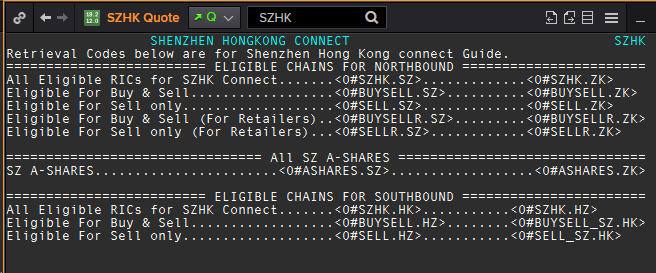 18.2
12.0
SZHK Quote
Q
SZHK
SHENZHEN HONGKONG CONNECT SZHK
Retrieval Codes below are for Shenzhen Hong Kong connect Guide.
========================= ELIGIBLE CHAINS FOR NORTHBOUND ========================
All Eligible RICs for SZHK Connect.......<0#SZHK.SZ>............<0#SZHK.ZK>
Eligible For Buy & Sell..................<0#BUYSELL.SZ>.........<0#BUYSELL.ZK>
Eligible For Sell only...................<0#SELL.SZ>............<0#SELL.ZK>
Eligible For Buy & Sell (For Retailers)..<0#BUYSELLR.SZ>........<0#BUYSELLR.ZK>
Eligible For Sell only (For Retailers)...<0#SELLR.SZ>...........<0#SELLR.ZK>
================================ All SZ A-SHARES ===============================
SZ A-SHARES.......................<0#ASHARES.SZ>..................<0#ASHARES.ZK>
========================= ELIGIBLE CHAINS FOR SOUTHBOUND =======================
All Eligible RICs for SZHK Connect.......<0#SZHK.HK>...........<0#SZHK.HZ>
Eligible For Buy & Sell..................<0#BUYSELL.HZ>........<0#BUYSELL_SZ.HK>
Eligible For Sell only...................<0#SELL.HZ>...........<0#SELL_SZ.HK>